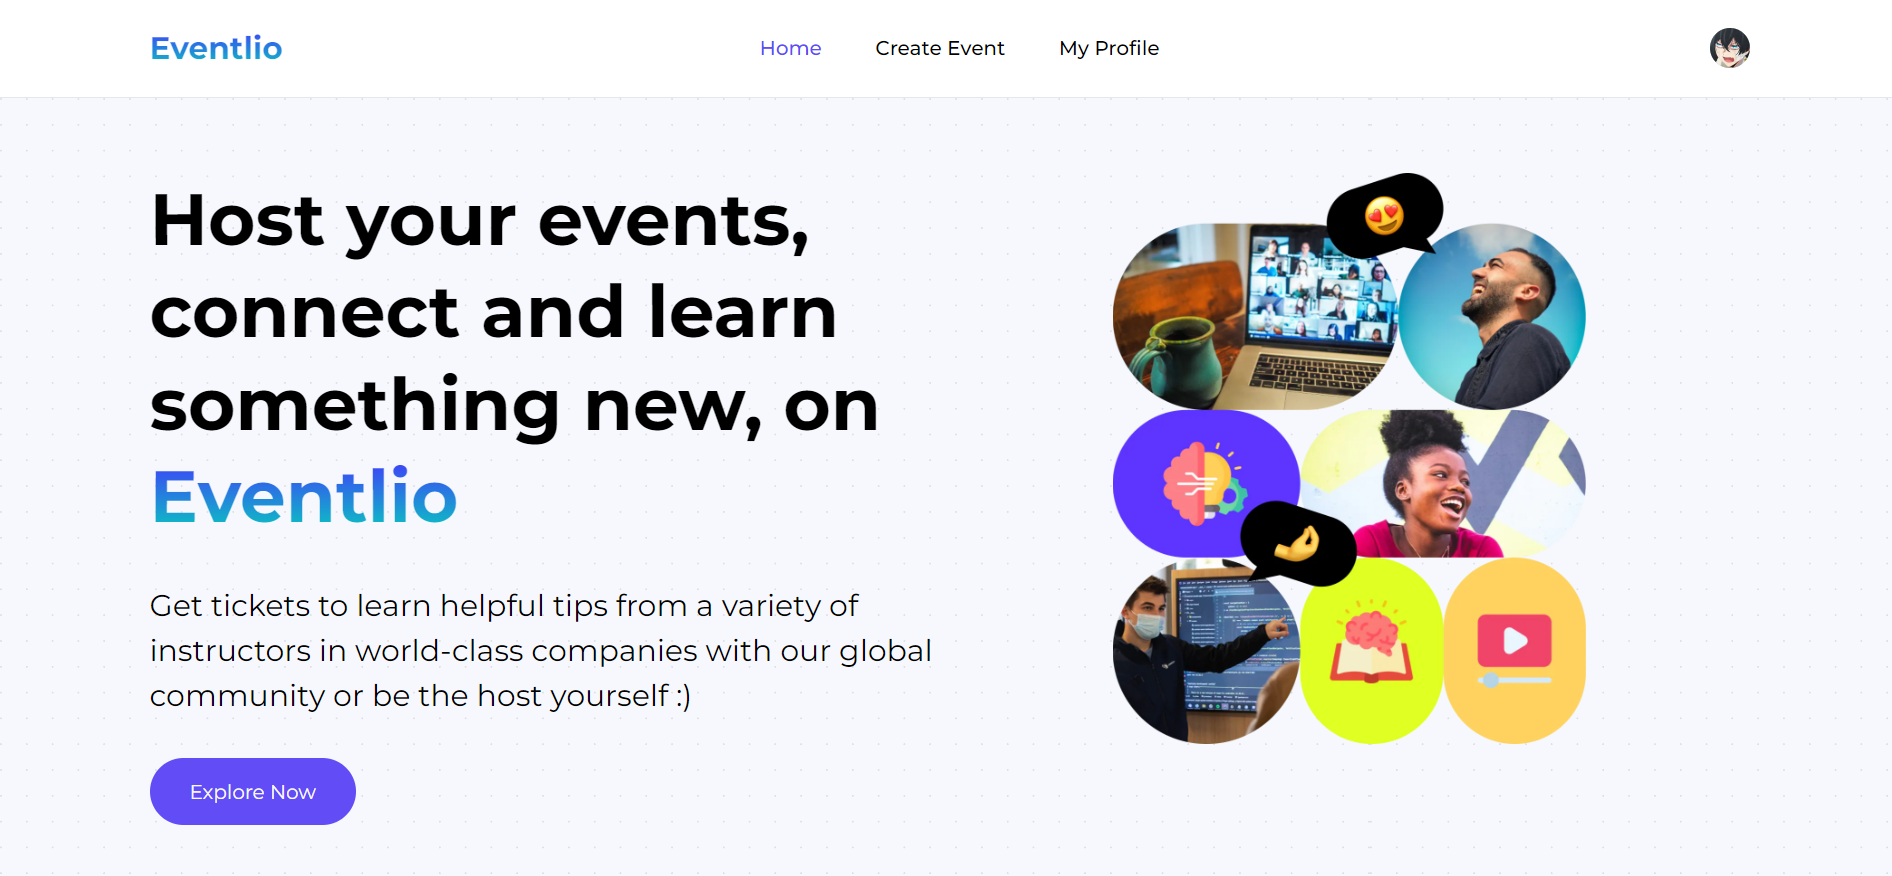 Eventlio
Home
Create Event
My Profile
Host your events,
connect and learn
something new, on
Eventlio
Get tickets to learn helpful tips from a variety of
instructors in world-class companies with our global
community or be the host yourself :)
Explore Now